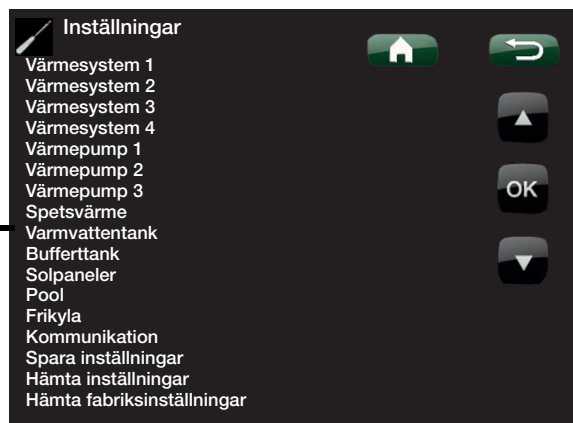 Inställningar
Värmesystem 1
Värmesystem 2
Värmesystem 3
Värmesystem 4
Värmepump 1
Värmepump 2
Värmepump 3
Spetsvärme
Varmvattentank
Bufferttank
Solpaneler
Pool
Frikyla
Kommunikation
Spara inställningar
Hämta inställningar
Hämta fabriksinställningar
OK